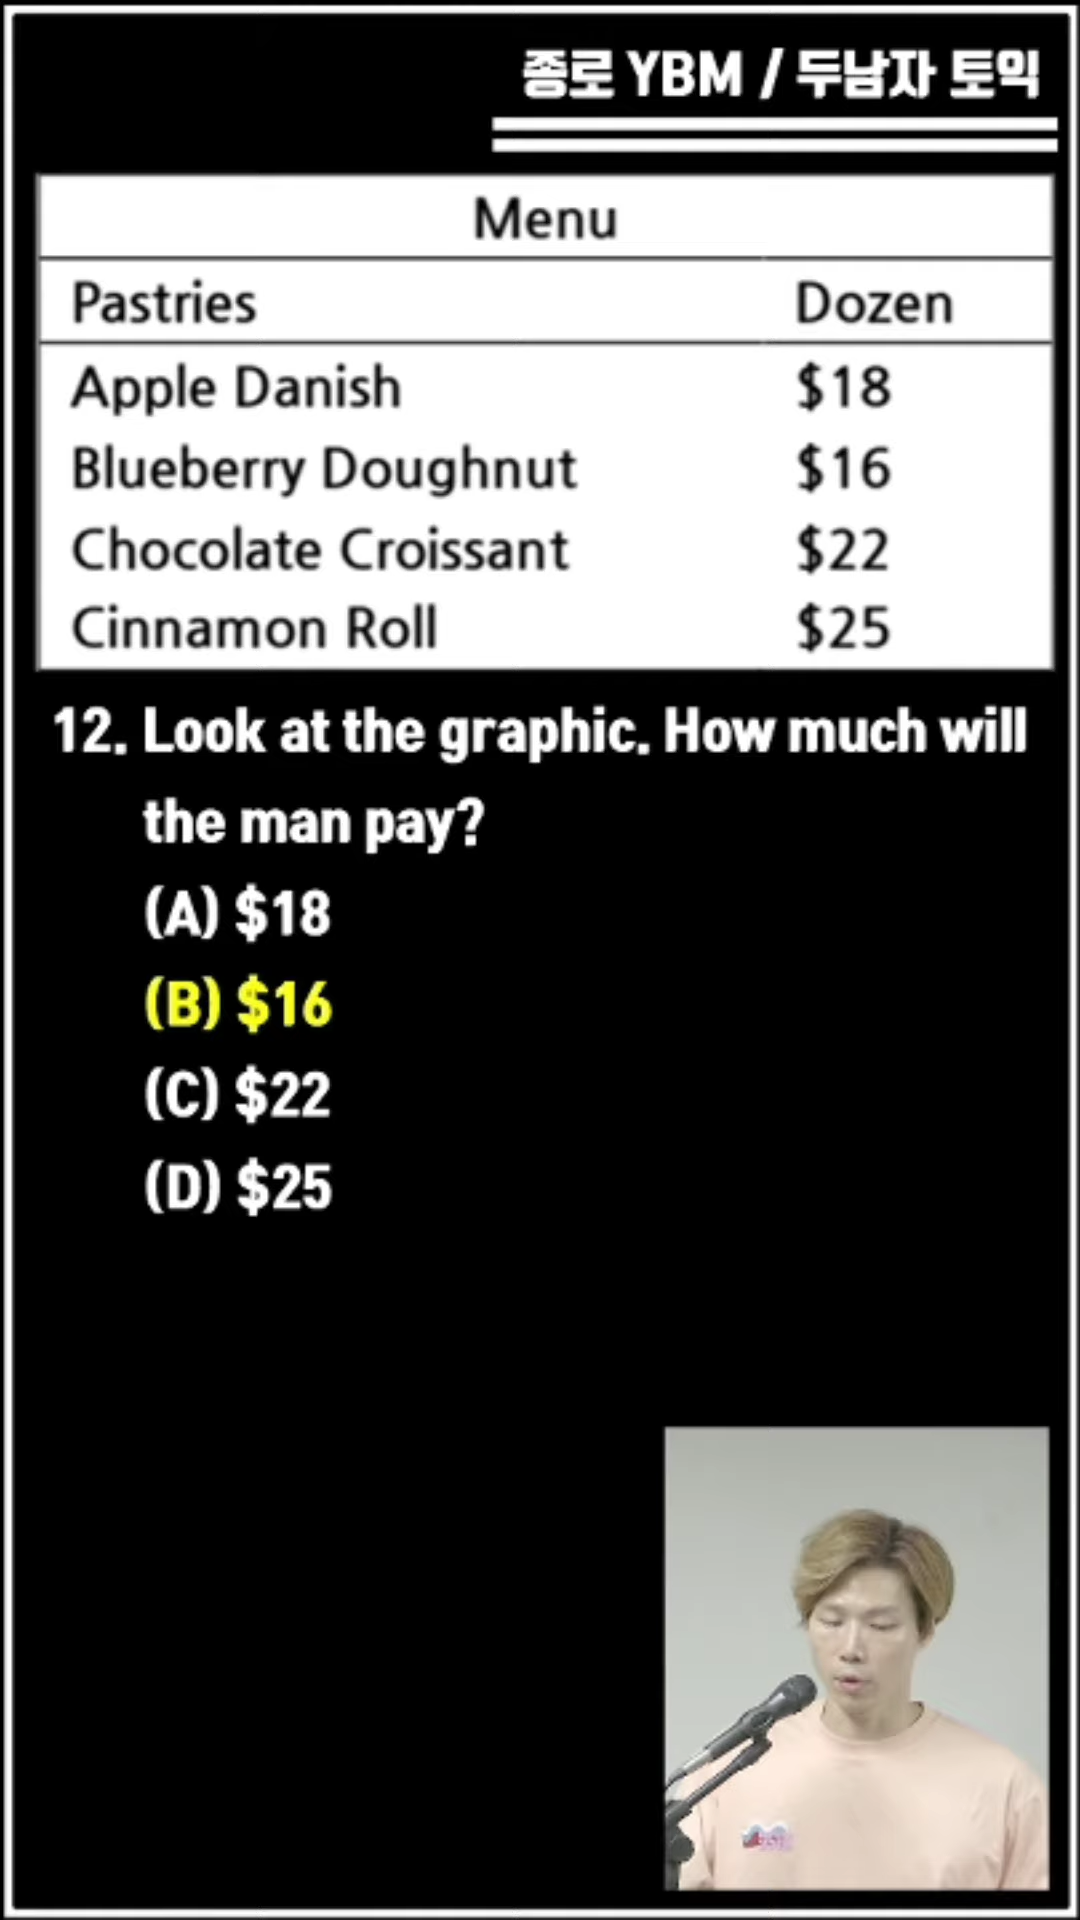 종로 YBM / 두남자 토익
Menu
Pastries Dozen
Apple Danish $18
Blueberry Doughnut $16
Chocolate Croissant $22
Cinnamon Roll $25
12. Look at the graphic. How much will
the man pay?
(A) $18
(B) $16
(C) $22
(D) $25